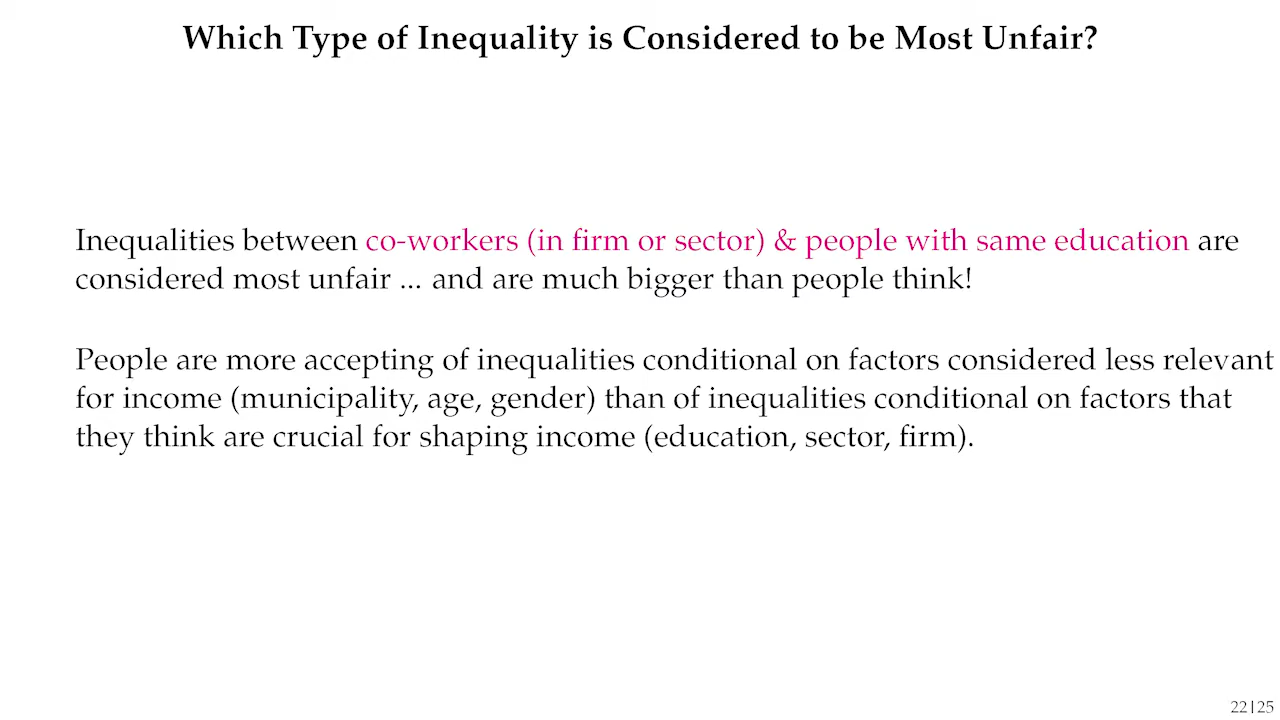 Which Type of Inequality is Considered to be Most Unfair?
Inequalities between co-workers (in firm or sector) & people with same education are
considered most unfair ... and are much bigger than people think!
People are more accepting of inequalities conditional on factors considered less relevant
for income (municipality, age, gender) than of inequalities conditional on factors that
they think are crucial for shaping income (education, sector, firm).
22|25